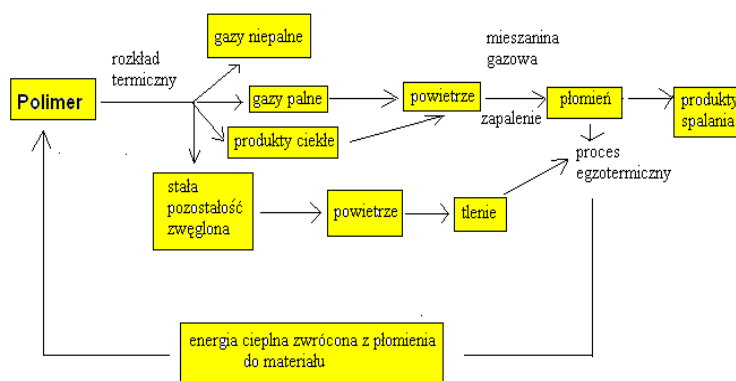 gazy niepalne
rozkład
termiczny
mieszanina
gazowa
Polimer
gazy palne
powietrze
zapalenie
płomień
produkty
spalania
produkty ciekłe
proces
egzotermiczny
stała
pozostałość
zwęglona
powietrze
tlenie
energia cieplna zwrócona z płomienia
do materiału